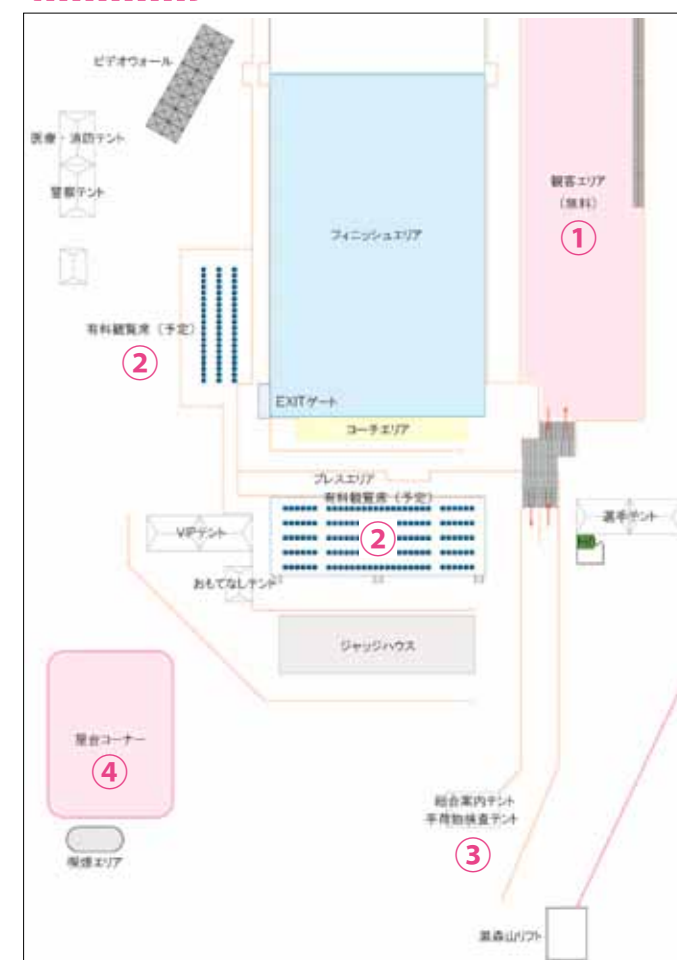 ビデオウォール
医療・消防テント
警察テント
観客エリア
(無料)
①
フィニッシュエリア
有料観覧席(予定)
②
EXITゲート
コーチエリア
プレスエリア
有料観覧席(予定)
②
VIPテント
選手テント
おもてなしテント
ジャッジハウス
屋台コーナー
④
総合案内テント
手荷物検査テント
③
喫煙エリア
黒森山リフト